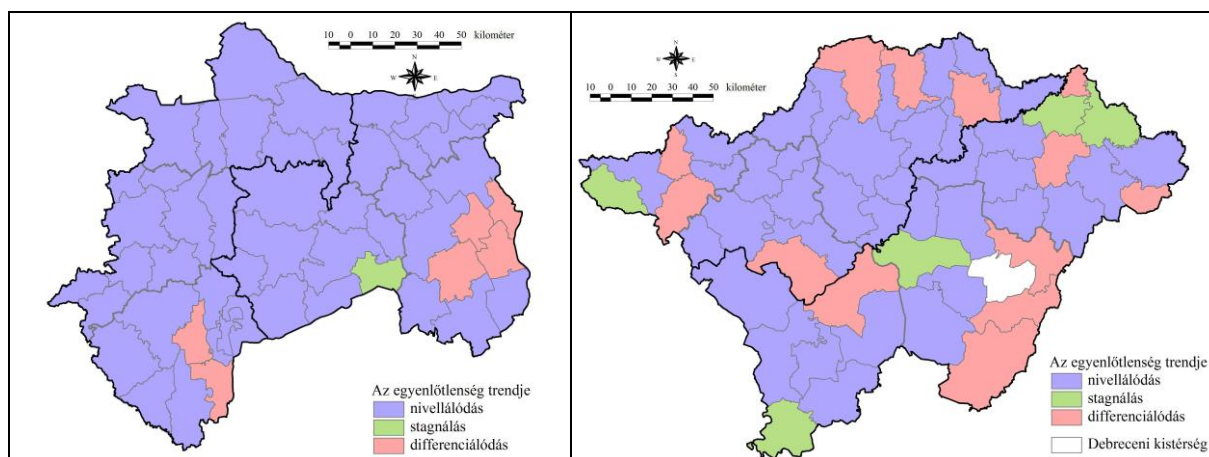 10 0 10 20 30 40 50 kilométer
N
W E
S
Az egyenlőtlenség trendje
nivellálódás
stagnálás
differenciálódás
N
W E
S
10 0 10 20 30 40 50 kilométer
Az egyenlőtlenség trendje
nivellálódás
stagnálás
differenciálódás
Debreceni kistérség